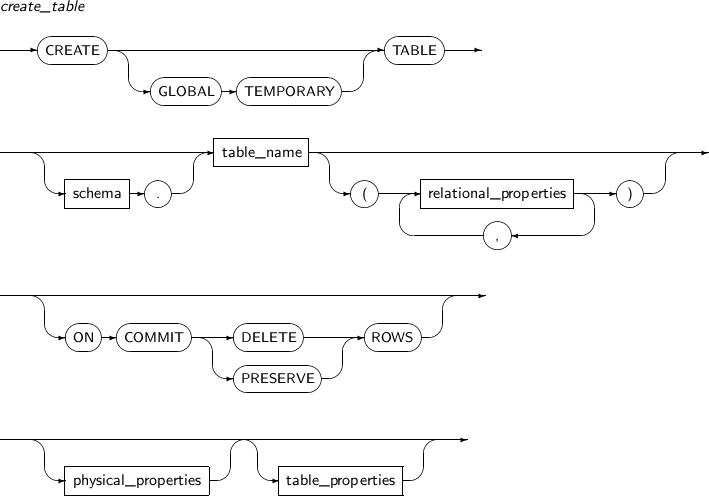 create_table
CREATE TABLE
GLOBAL TEMPORARY
table_name
schema . ( relational_properties )
,
ON COMMIT DELETE ROWS
PRESERVE
physical_properties table_properties